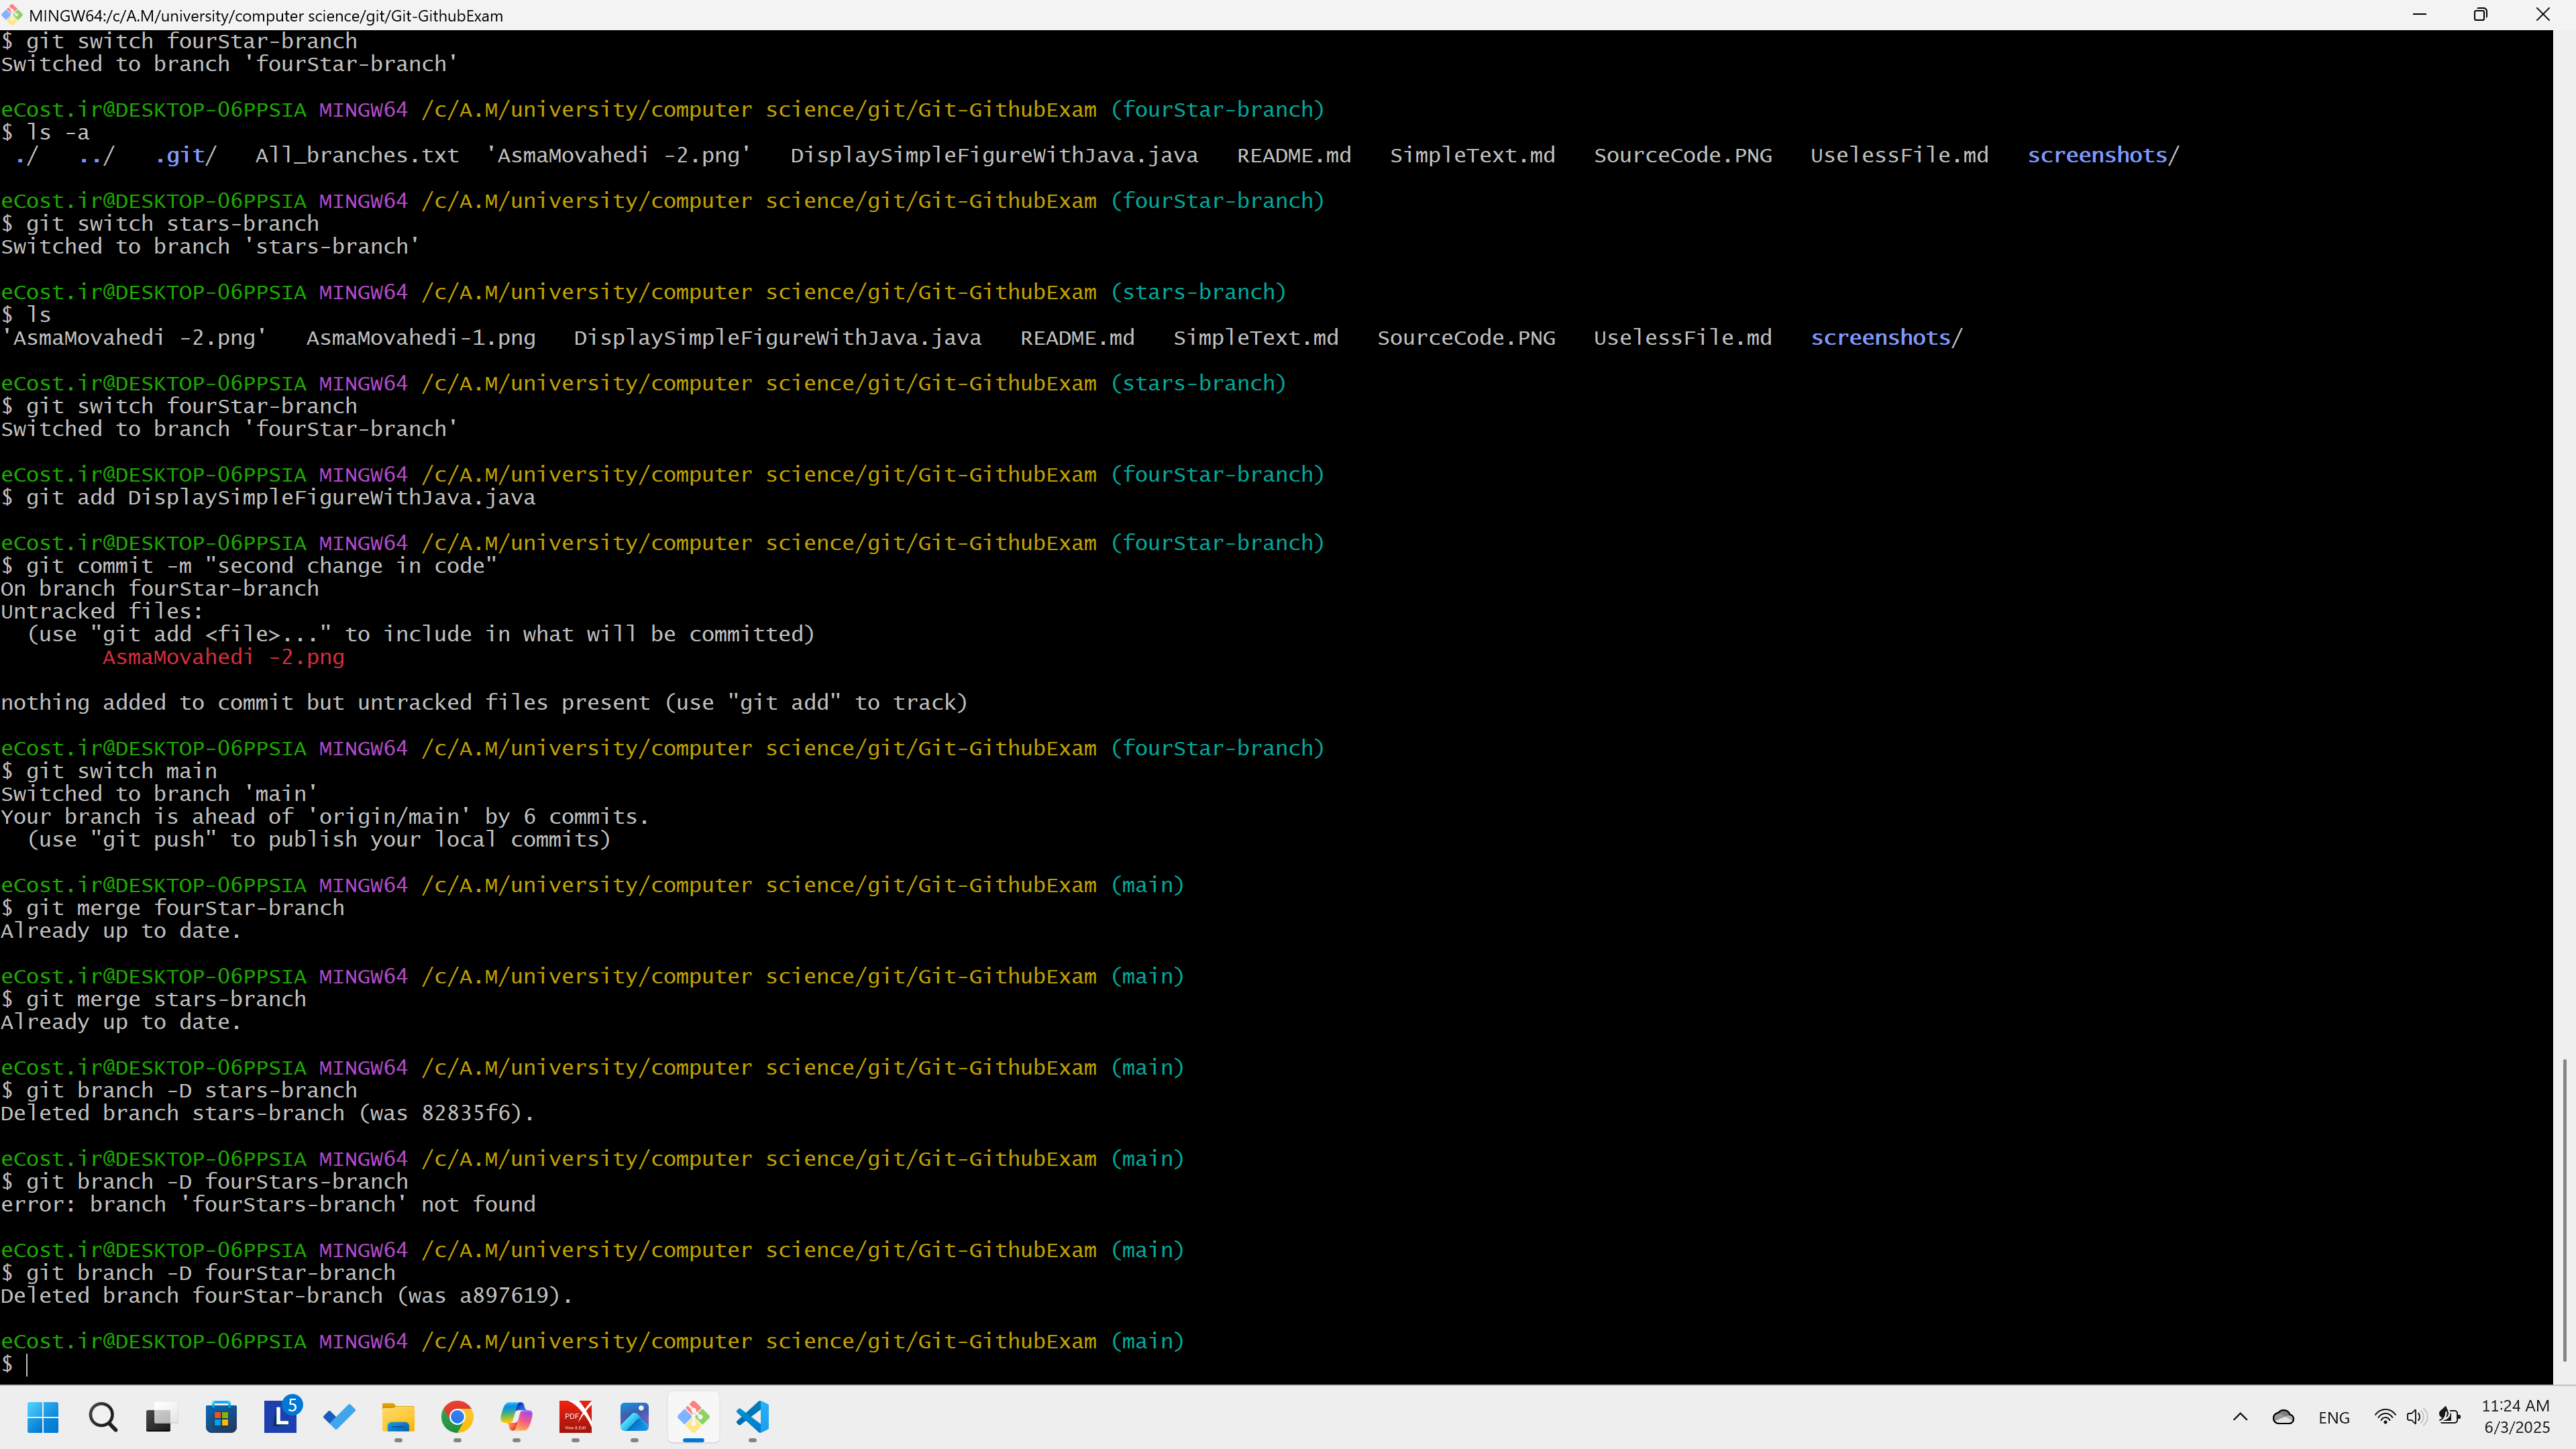 MINGW64:/c/A.M/university/computer science/git/Git-GithubExam
$ git switch fourStar-branch
Switched to branch 'fourStar-branch'
eCost.ir@DESKTOP-O6PPSIA MINGW64 /c/A.M/university/computer science/git/Git-GithubExam (fourStar-branch)
$ ls -a
./ ../ .git/ All_branches.txt 'AsmaMovahedi -2.png' DisplaySimpleFigureWithJava.java README.md SimpleText.md SourceCode.PNG UselessFile.md screenshots/
eCost.ir@DESKTOP-O6PPSIA MINGW64 /c/A.M/university/computer science/git/Git-GithubExam (fourStar-branch)
$ git switch stars-branch
Switched to branch 'stars-branch'
eCost.ir@DESKTOP-O6PPSIA MINGW64 /c/A.M/university/computer science/git/Git-GithubExam (stars-branch)
$ ls
'AsmaMovahedi -2.png' AsmaMovahedi-1.png DisplaySimpleFigureWithJava.java README.md SimpleText.md SourceCode.PNG UselessFile.md screenshots/
eCost.ir@DESKTOP-O6PPSIA MINGW64 /c/A.M/university/computer science/git/Git-GithubExam (stars-branch)
$ git switch fourStar-branch
Switched to branch 'fourStar-branch'
eCost.ir@DESKTOP-O6PPSIA MINGW64 /c/A.M/university/computer science/git/Git-GithubExam (fourStar-branch)
$ git add DisplaySimpleFigureWithJava.java
eCost.ir@DESKTOP-O6PPSIA MINGW64 /c/A.M/university/computer science/git/Git-GithubExam (fourStar-branch)
$ git commit -m "second change in code"
On branch fourStar-branch
Untracked files:
(use "git add <file>..." to include in what will be committed)
AsmaMovahedi -2.png
nothing added to commit but untracked files present (use "git add" to track)
eCost.ir@DESKTOP-O6PPSIA MINGW64 /c/A.M/university/computer science/git/Git-GithubExam (fourStar-branch)
$ git switch main
Switched to branch 'main'
Your branch is ahead of 'origin/main' by 6 commits.
(use "git push" to publish your local commits)
eCost.ir@DESKTOP-O6PPSIA MINGW64 /c/A.M/university/computer science/git/Git-GithubExam (main)
$ git merge fourStar-branch
Already up to date.
eCost.ir@DESKTOP-O6PPSIA MINGW64 /c/A.M/university/computer science/git/Git-GithubExam (main)
$ git merge stars-branch
Already up to date.
eCost.ir@DESKTOP-O6PPSIA MINGW64 /c/A.M/university/computer science/git/Git-GithubExam (main)
$ git branch -D stars-branch
Deleted branch stars-branch (was 82835f6).
eCost.ir@DESKTOP-O6PPSIA MINGW64 /c/A.M/university/computer science/git/Git-GithubExam (main)
$ git branch -D fourStars-branch
error: branch 'fourStars-branch' not found
eCost.ir@DESKTOP-O6PPSIA MINGW64 /c/A.M/university/computer science/git/Git-GithubExam (main)
$ git branch -D fourStar-branch
Deleted branch fourStar-branch (was a897619).
eCost.ir@DESKTOP-O6PPSIA MINGW64 /c/A.M/university/computer science/git/Git-GithubExam (main)
$
L 5 PDF View & Edit ENG
11:24 AM
6/3/2025